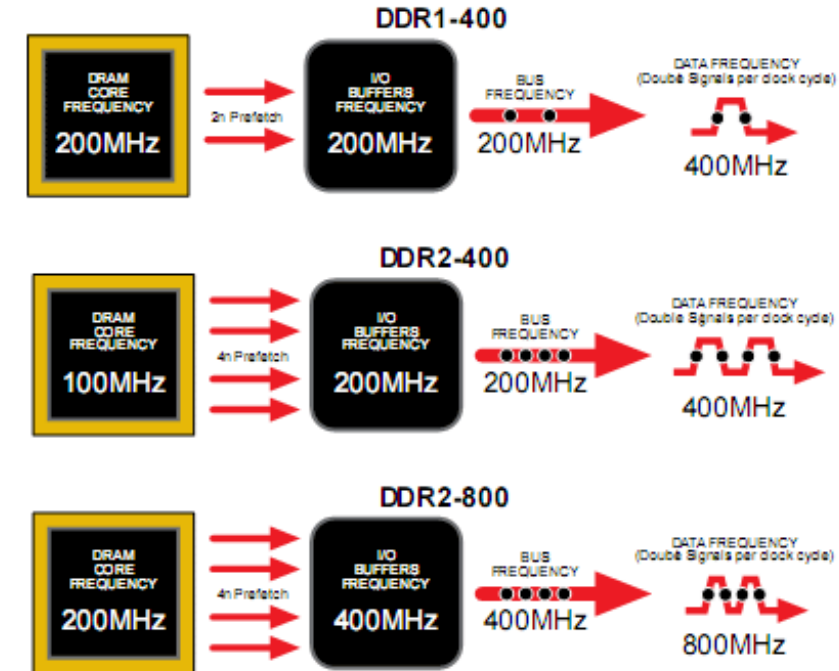 DDR1-400
DRAM
CORE
FREQUENCY
200MHz
2n Prefetch
I/O
BUFFERS
FREQUENCY
200MHz
BUS
FREQUENCY
200MHz
DATA FREQUENCY
(Double Signals per clock cycle)
400MHz
DDR2-400
DRAM
CORE
FREQUENCY
100MHz
4n Prefetch
I/O
BUFFERS
FREQUENCY
200MHz
BUS
FREQUENCY
200MHz
DATA FREQUENCY
(Double Signals per clock cycle)
400MHz
DDR2-800
DRAM
CORE
FREQUENCY
200MHz
4n Prefetch
I/O
BUFFERS
FREQUENCY
400MHz
BUS
FREQUENCY
400MHz
DATA FREQUENCY
(Double Signals per clock cycle)
800MHz